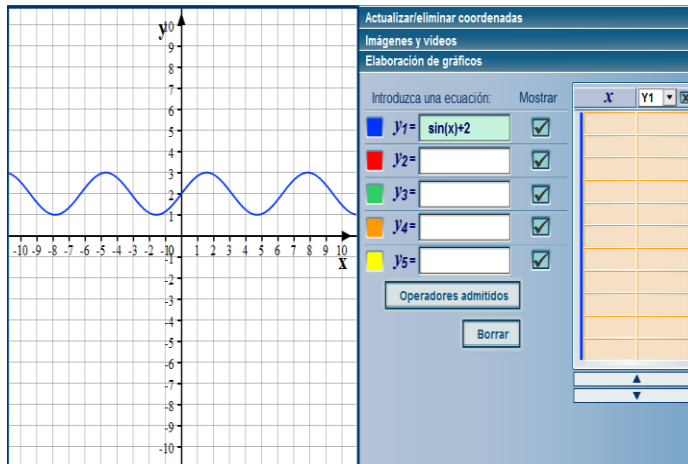 Actualizar/eliminar coordenadas
Imágenes y videos
Elaboración de gráficos
Introduzca una ecuación: Mostrar
y1= sin(x)+2
y2=
y3=
y4=
y5=
Operadores admitidos
Borrar
x Y1
y
10
9
8
7
6
5
4
3
2
1
-10 -9 -8 -7 -6 -5 -4 -3 -2 -1 0 1 2 3 4 5 6 7 8 9 10
x
-1
-2
-3
-4
-5
-6
-7
-8
-9
-10